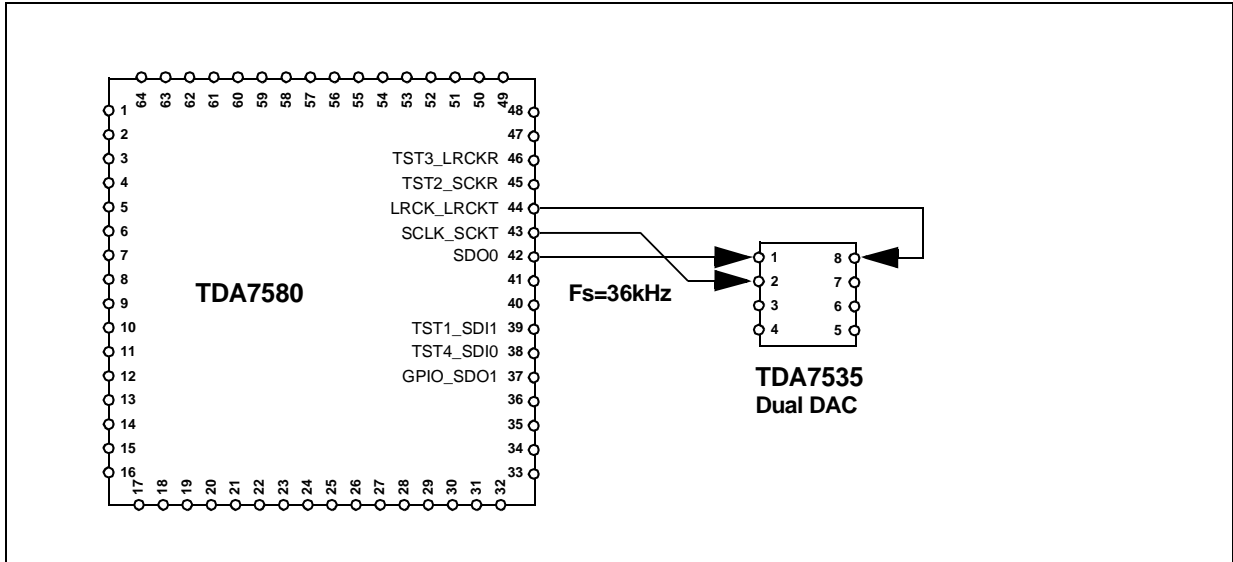 64 63 62 61 60 59 58 57 56 55 54 53 52 51 50 49
1
2
3
4
5
6
7
8
9
10
11
12
13
14
15
16
TDA7580
48
47
TST3_LRCKR 46
TST2_SCKR 45
LRCK_LRCKT 44
SCLK_SCKT 43
SDO0 42
41
40
TST1_SDI1 39
TST4_SDI0 38
GPIO_SDO1 37
36
35
34
33
17 18 19 20 21 22 23 24 25 26 27 28 29 30 31 32
Fs=36kHz
1 8
2 7
3 6
4 5
TDA7535
Dual DAC